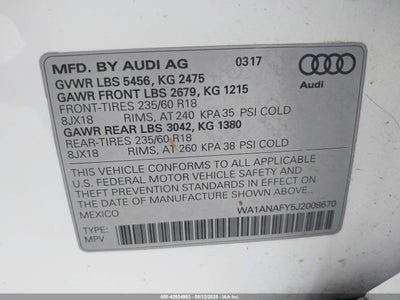 MFD. BY AUDI AG 0317
GVWR LBS 5456, KG 2475
GAWR FRONT LBS 2679, KG 1215
FRONT-TIRES 235/60 R18
8JX18 RIMS, AT 240 KPA 35 PSI COLD
GAWR REAR LBS 3042, KG 1380
REAR-TIRES 235/60 R18
8JX18 RIMS, AT 260 KPA 38 PSI COLD
Audi
THIS VEHICLE CONFORMS TO ALL APPLICABLE
U.S. FEDERAL MOTOR VEHICLE SAFETY AND
THEFT PREVENTION STANDARDS IN EFFECT ON
THE DATE OF MANUFACTURE SHOWN ABOVE.
MEXICO WA1ANAFY5J2008670
TYPE:
MPV